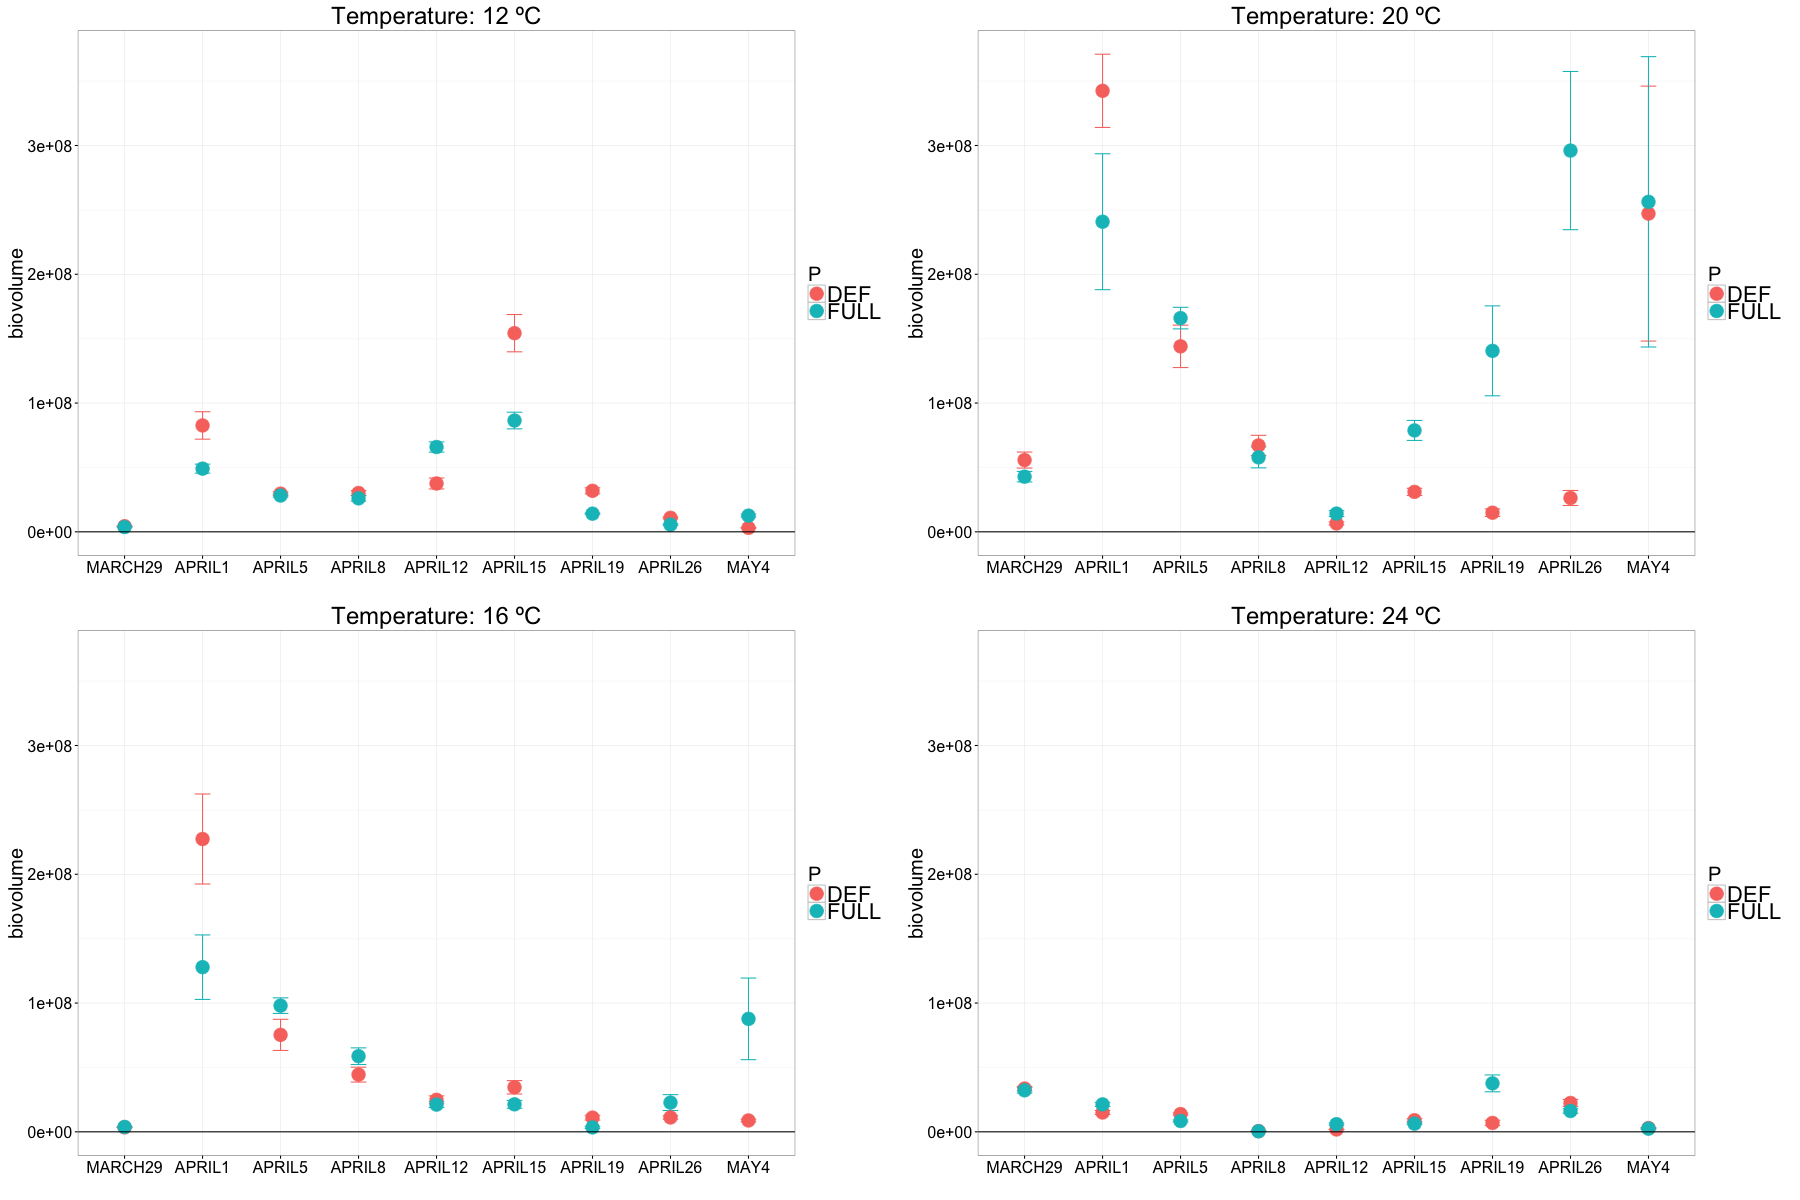 Temperature: 12 ºC
biovolume
3e+08
2e+08
1e+08
0e+00
MARCH29 APRIL1 APRIL5 APRIL8 APRIL12 APRIL15 APRIL19 APRIL26 MAY4
P
DEF
FULL
Temperature: 20 ºC
biovolume
3e+08
2e+08
1e+08
0e+00
MARCH29 APRIL1 APRIL5 APRIL8 APRIL12 APRIL15 APRIL19 APRIL26 MAY4
P
DEF
FULL
Temperature: 16 ºC
biovolume
3e+08
2e+08
1e+08
0e+00
MARCH29 APRIL1 APRIL5 APRIL8 APRIL12 APRIL15 APRIL19 APRIL26 MAY4
P
DEF
FULL
Temperature: 24 ºC
biovolume
3e+08
2e+08
1e+08
0e+00
MARCH29 APRIL1 APRIL5 APRIL8 APRIL12 APRIL15 APRIL19 APRIL26 MAY4
P
DEF
FULL